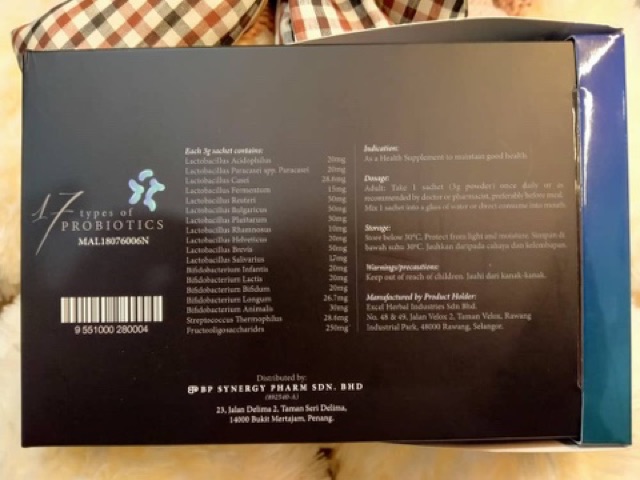 17
types of
PROBIOTICS
MAL18076006N
9 551000 280004
Each 3g sachet contains:
Lactobacillus Acidophilus 20mg
Lactobacillus Paracasei spp. Paracasei 20mg
Lactobacillus Casei 28.6mg
Lactobacillus Fermentum 15mg
Lactobacillus Reuteri 50mg
Lactobacillus Bulgaricus 50mg
Lactobacillus Plantarum 50mg
Lactobacillus Rhamnosus 10mg
Lactobacillus Helveticus 20mg
Lactobacillus Brevis 50mg
Lactobacillus Salivarius
Bifidobacterium Infantis 20mg
Bifidobacterium Lactis 20mg
Bifidobacterium Bifidum 20mg
Bifidobacterium Longum 26.7mg
Bifidobacterium Animalis 30mg
Streptococcus Thermophilus 28.6mg
Fructooligosaccharides 250mg
Indication:
As a Health Supplement to maintain good health
Dosage:
Adult: Take 1 sachet (3g powder) once daily or as
recommended by doctor or pharmacist, preferably before meal.
Mix 1 sachet into a glass of water or direct consume into mouth.
Storage:
Store below 30°C. Protect from light and moisture. Simpan di
bawah suhu 30°C. Jauhkan daripada cahaya dan kelembapan.
Warnings/precautions:
Keep out of reach of children. Jauhi dari kanak-kanak.
Manufactured by Product Holder:
Excel Herbal Industries Sdn Bhd.
No. 48 & 49, Jalan Velox 2, Taman Velox, Rawang
Industrial Park, 48000 Rawang, Selangor.
Distributed by:
BP SYNERGY PHARM SDN. BHD
(892540-A)
23, Jalan Delima 2, Taman Seri Delima,
14000 Bukit Mertajam, Penang.